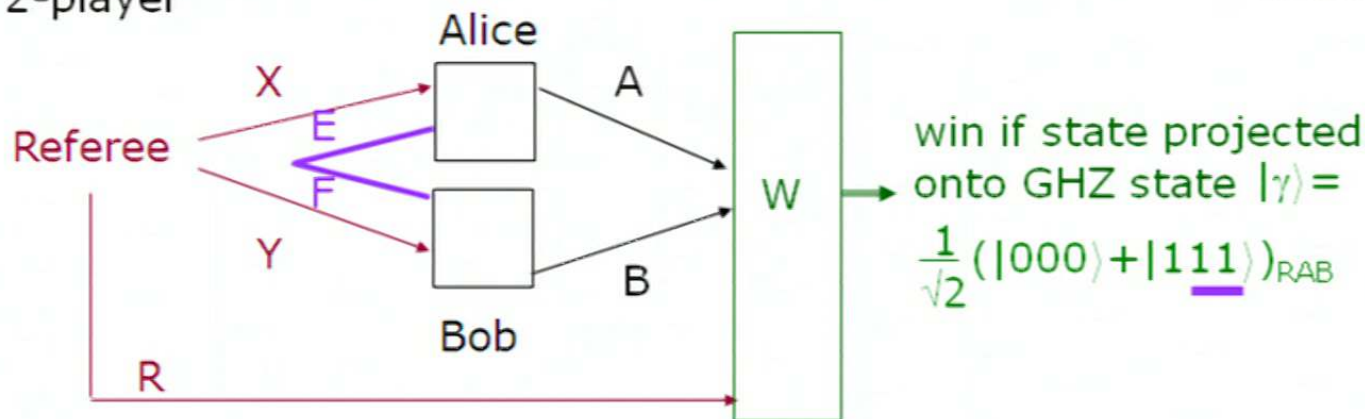 2-player
Alice
X
A
E
Referee
F
W
Y
B
Bob
R
win if state projected
onto GHZ state |γ⟩=
1/√2 (|000⟩+|111⟩)RAB